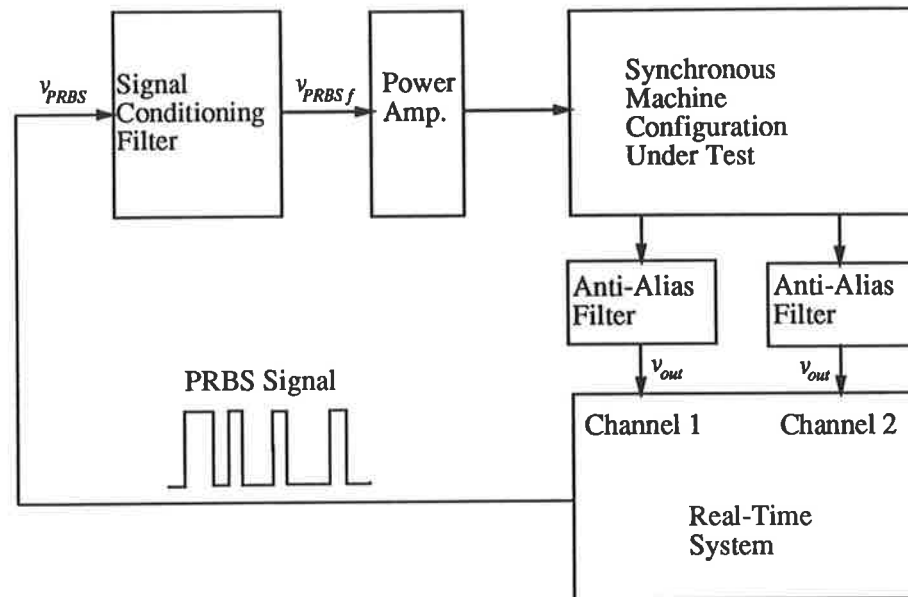 v_PRBS
Signal
Conditioning
Filter
v_PRBS f
Power
Amp.
Synchronous
Machine
Configuration
Under Test
Anti-Alias
Filter
Anti-Alias
Filter
v_out
v_out
PRBS Signal
Channel 1
Channel 2
Real-Time
System